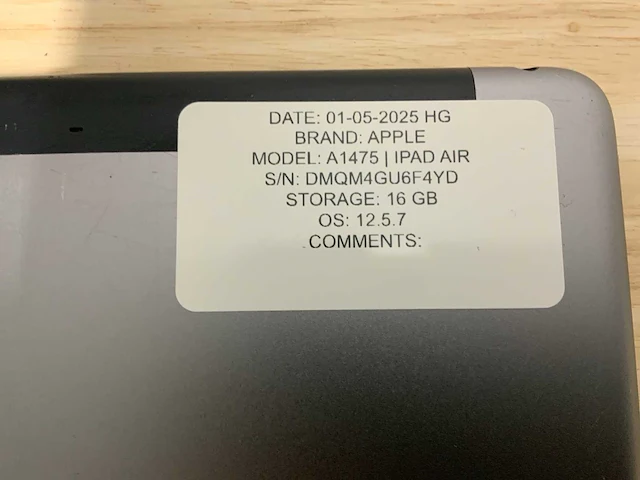 DATE: 01-05-2025 HG
BRAND: APPLE
MODEL: A1475 | IPAD AIR
S/N: DMQM4GU6F4YD
STORAGE: 16 GB
OS: 12.5.7
COMMENTS: